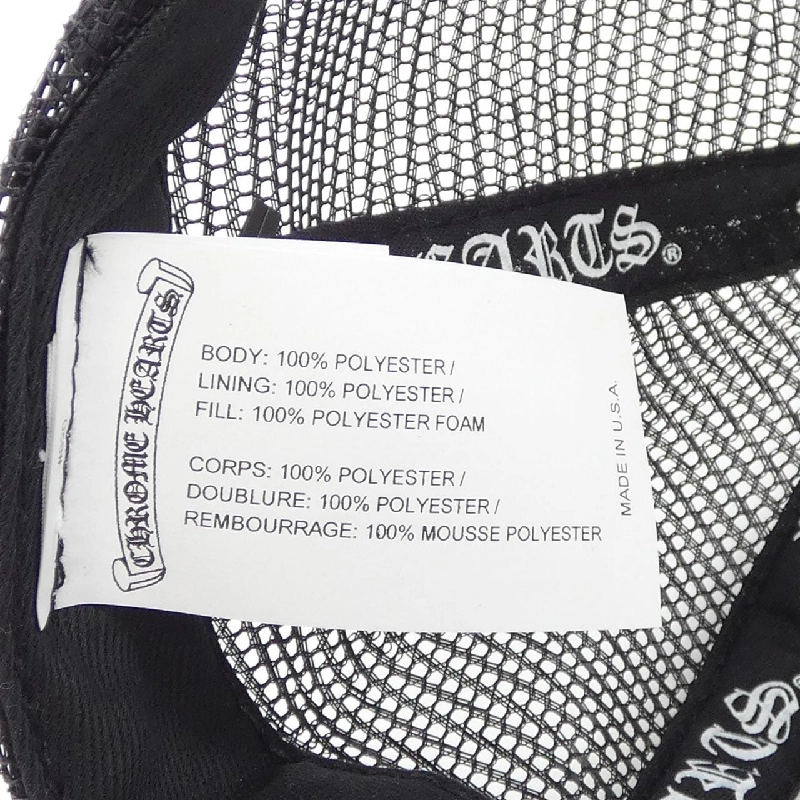 HEARTS®
CHROME HEARTS
BODY: 100% POLYESTER /
LINING: 100% POLYESTER /
FILL: 100% POLYESTER FOAM
CORPS: 100% POLYESTER /
DOUBLURE: 100% POLYESTER /
REMBOURRAGE: 100% MOUSSE POLYESTER
MADE IN U.S.A.